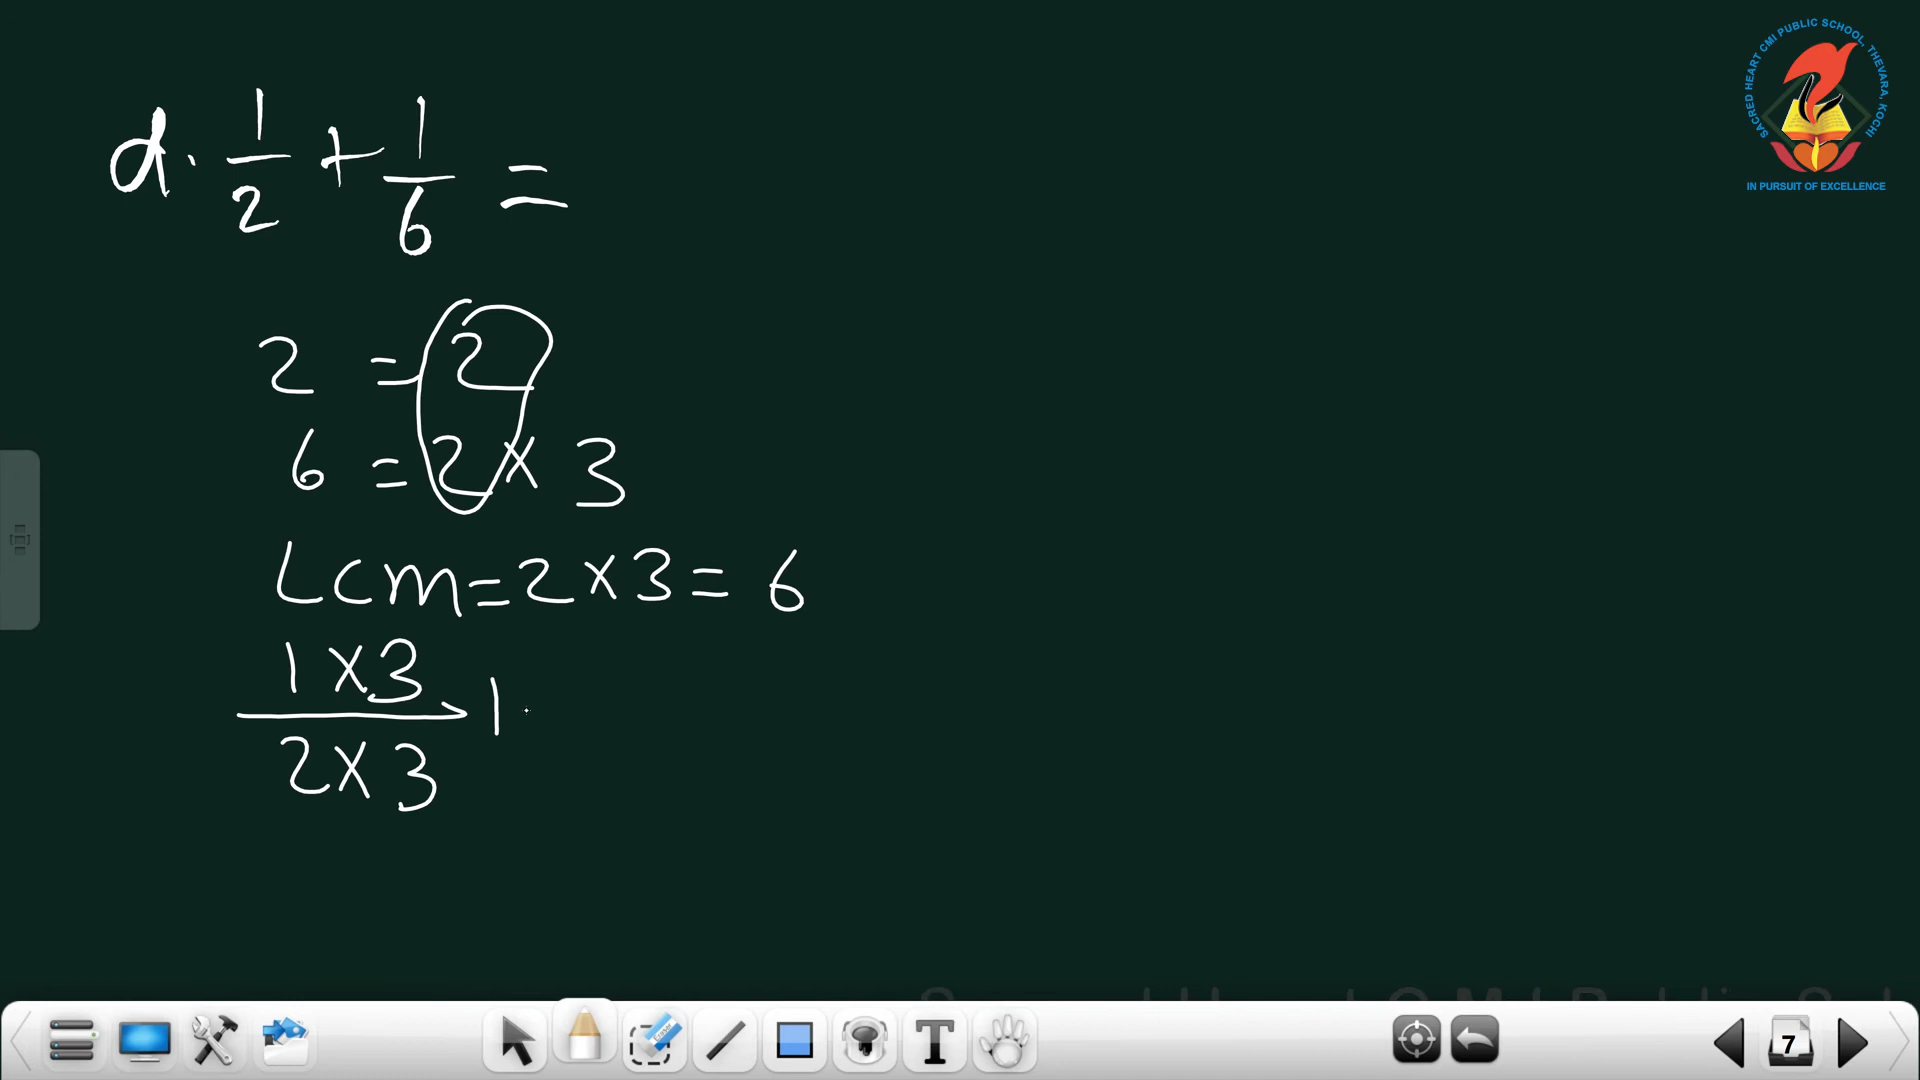 SACRED HEART CMI PUBLIC SCHOOL, THEVARA, KOCHI
IN PURSUIT OF EXCELLENCE
d. 1/2 + 1/6 =
2 = 2
6 = 2 × 3
Lcm = 2 × 3 = 6
1 × 3
2 × 3
T
7